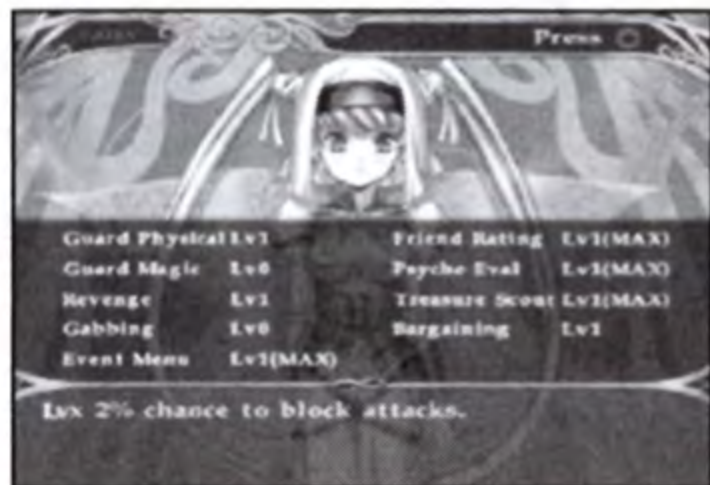 Press
Guard Physical Lv1 Friend Rating Lv1(MAX)
Guard Magic Lv0 Psyche Eval Lv1(MAX)
Revenge Lv1 Treasure Scout Lv1(MAX)
Gabbing Lv0 Bargaining Lv1
Event Menu Lv1(MAX)
Lvx 2% chance to block attacks.